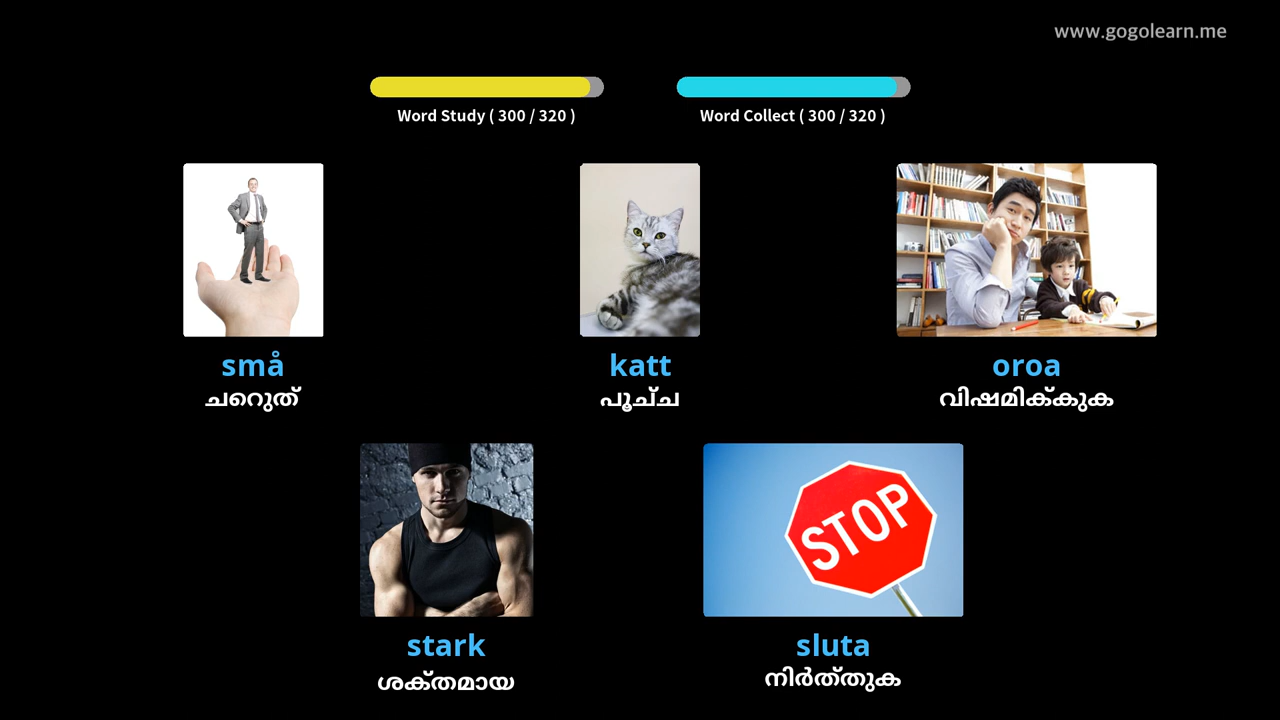 www.gogolearn.me
Word Study ( 300 / 320 )
Word Collect ( 300 / 320 )
små
ചറുെത്
katt
പൂച്ച
oroa
വിഷമിക്കുക
STOP
stark
ശക്തമായ
sluta
നിർത്തുക